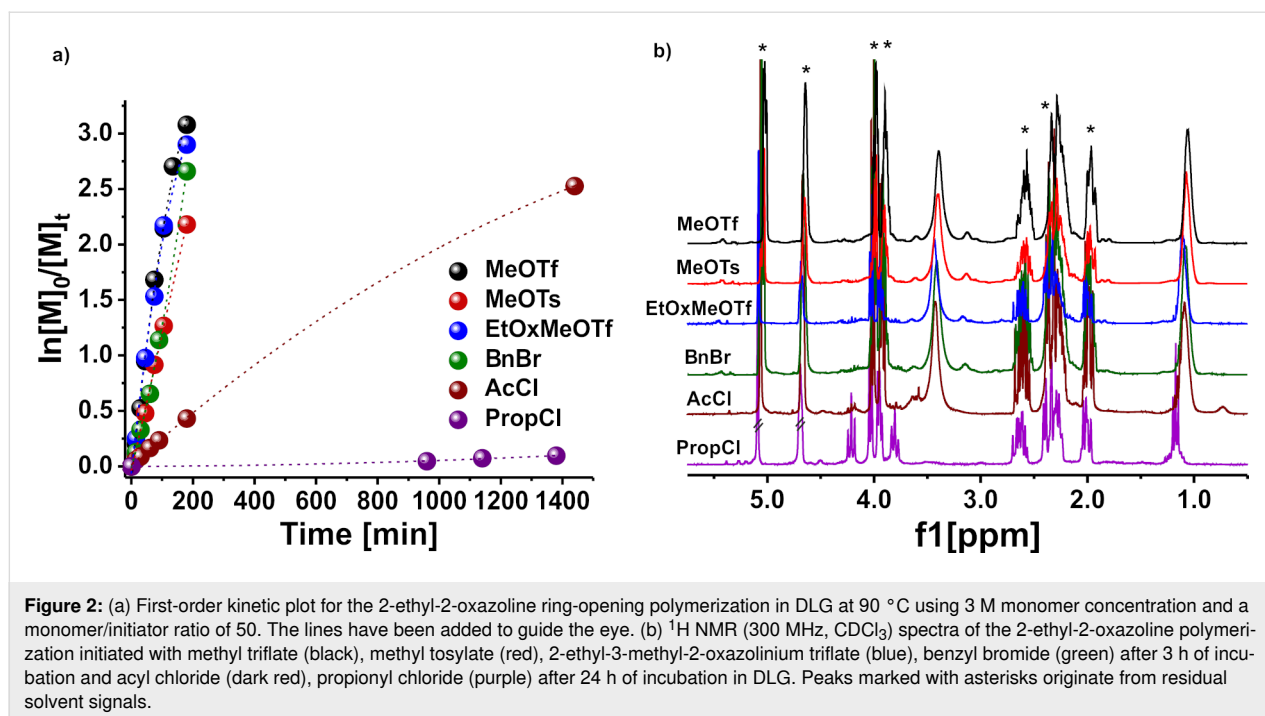 a)
ln[M]₀/[M]ₜ
3.0
2.5
2.0
1.5
1.0
0.5
0.0
0 200 400 600 800 1000 1200 1400
Time [min]
MeOTf
MeOTs
EtOxMeOTf
BnBr
AcCl
PropCl
b)
* * * * * * *
MeOTf
MeOTs
EtOxMeOTf
BnBr
AcCl
PropCl
5.0 4.0 3.0 2.0 1.0
f1[ppm]
Figure 2: (a) First-order kinetic plot for the 2-ethyl-2-oxazoline ring-opening polymerization in DLG at 90 °C using 3 M monomer concentration and a
monomer/initiator ratio of 50. The lines have been added to guide the eye. (b) ¹H NMR (300 MHz, CDCl₃) spectra of the 2-ethyl-2-oxazoline polymeri-
zation initiated with methyl triflate (black), methyl tosylate (red), 2-ethyl-3-methyl-2-oxazolinium triflate (blue), benzyl bromide (green) after 3 h of incu-
bation and acyl chloride (dark red), propionyl chloride (purple) after 24 h of incubation in DLG. Peaks marked with asterisks originate from residual
solvent signals.